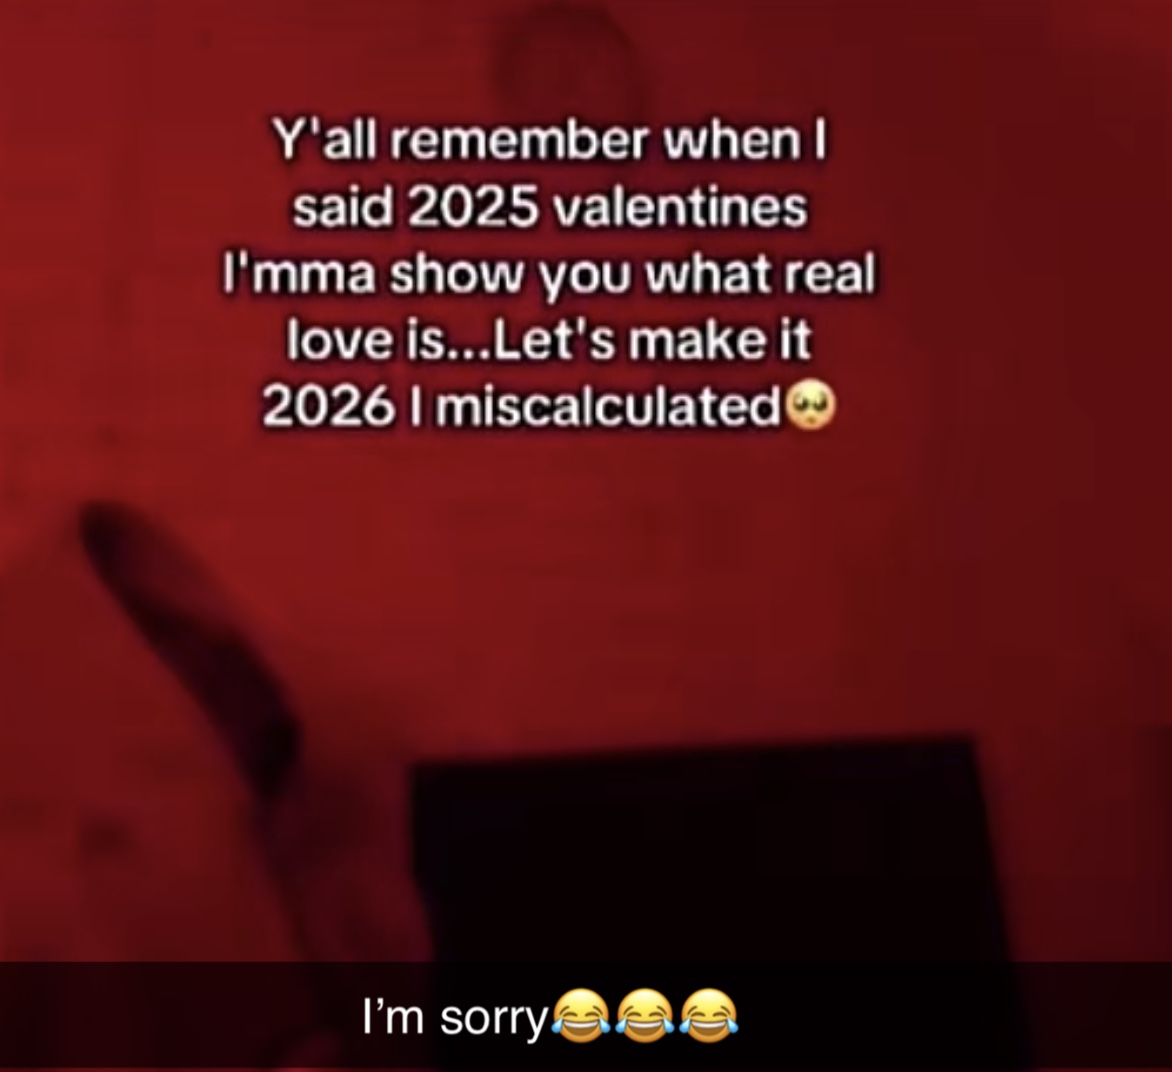 Y'all remember when I
said 2025 valentines
I'mma show you what real
love is...Let's make it
2026 I miscalculated🥺
I’m sorry😂😂😂